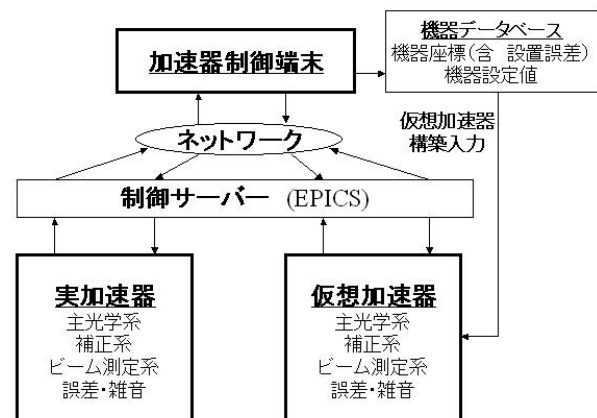 加速器制御端末
機器データベース
機器座標(含 設置誤差)
機器設定値
仮想加速器
構築入力
ネットワーク
制御サーバー (EPICS)
実加速器
主光学系
補正系
ビーム測定系
誤差・雑音
仮想加速器
主光学系
補正系
ビーム測定系
誤差・雑音